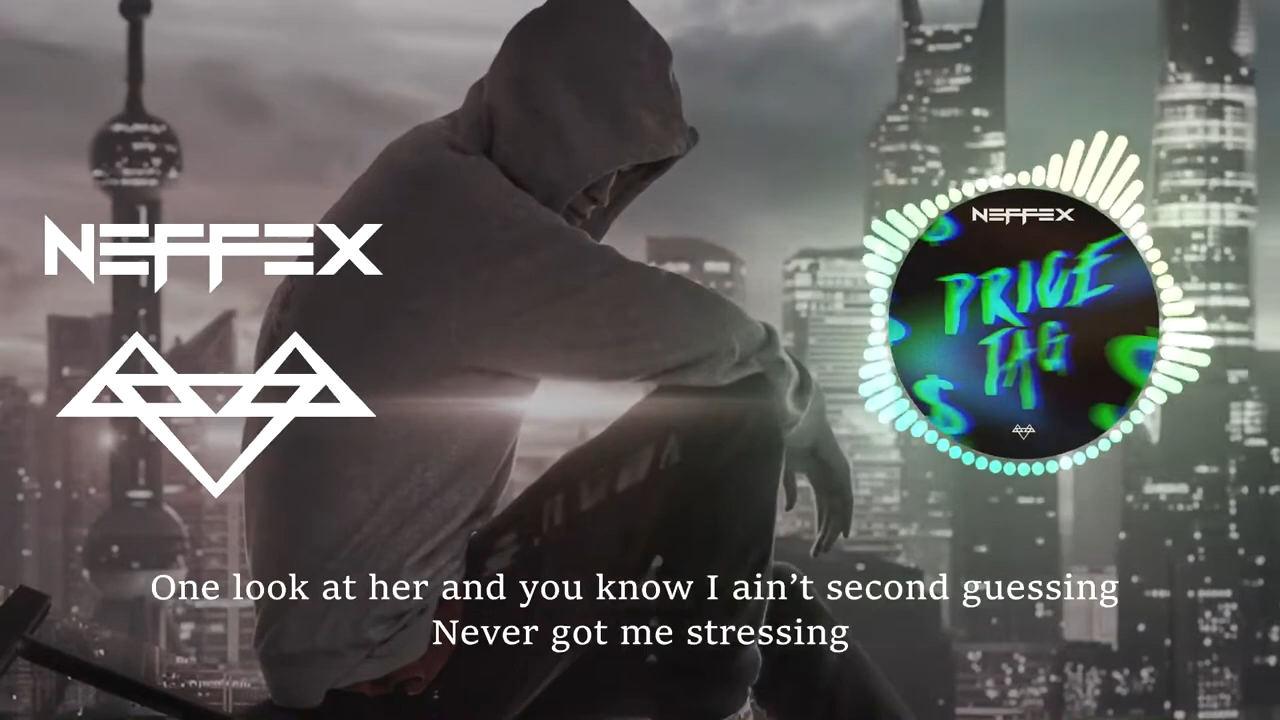 NEFFEX
NEFFEX
PRICE
TAG
One look at her and you know I ain’t second guessing
Never got me stressing